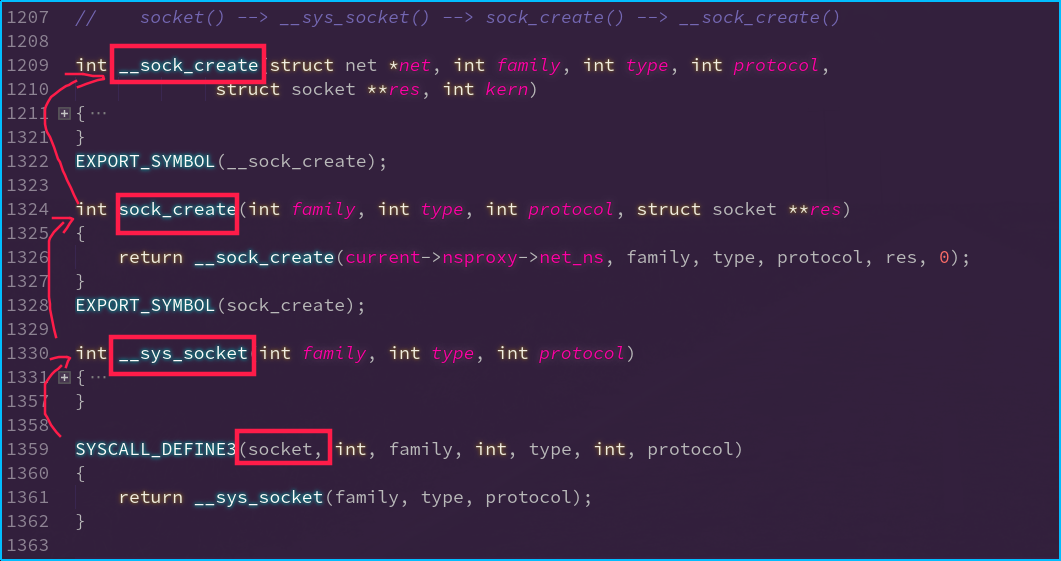 1207 //    socket() --> __sys_socket() --> sock_create() --> __sock_create()
1208
1209 int __sock_create(struct net *net, int family, int type, int protocol,
1210              struct socket **res, int kern)
1211 + { ···
1321 }
1322 EXPORT_SYMBOL(__sock_create);
1323
1324 int sock_create(int family, int type, int protocol, struct socket **res)
1325 {
1326     return __sock_create(current->nsproxy->net_ns, family, type, protocol, res, 0);
1327 }
1328 EXPORT_SYMBOL(sock_create);
1329
1330 int __sys_socket(int family, int type, int protocol)
1331 + { ···
1357 }
1358
1359 SYSCALL_DEFINE3(socket, int, family, int, type, int, protocol)
1360 {
1361     return __sys_socket(family, type, protocol);
1362 }
1363